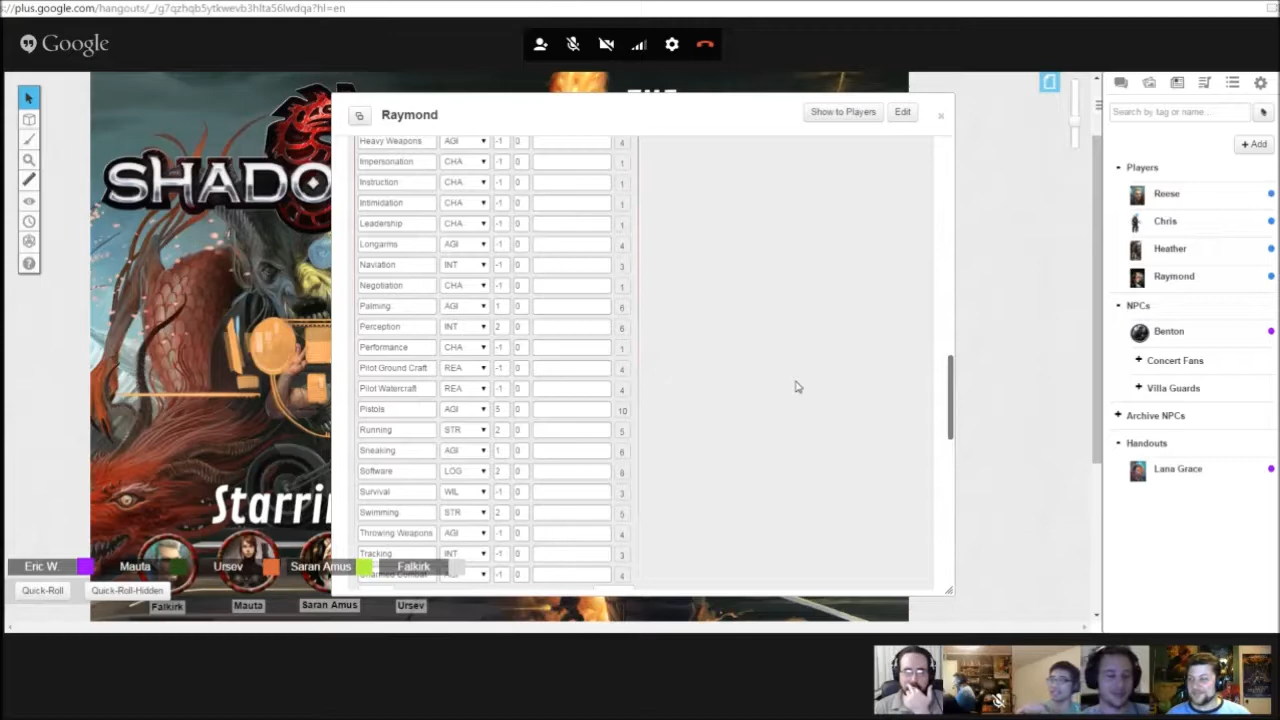 s://plus.google.com/hangouts/_/g7qzhqb5ytkwevb3hlta56lwdqa?hl=en
Google
SHADO
THE
Starri
Raymond
Show to Players
Edit
×
Heavy Weapons AGI -1 0 4
Impersonation CHA -1 0 1
Instruction CHA -1 0 1
Intimidation CHA -1 0 1
Leadership CHA -1 0 1
Longarms AGI -1 0 4
Naviation INT -1 0 3
Negotiation CHA -1 0 1
Palming AGI 1 0 6
Perception INT 2 0 6
Performance CHA -1 0 1
Pilot Ground Craft REA -1 0 4
Pilot Watercraft REA -1 0 4
Pistols AGI 5 0 10
Running STR 2 0 5
Sneaking AGI 1 0 6
Software LOG 2 0 8
Survival WIL -1 0 3
Swimming STR 2 0 5
Throwing Weapons AGI -1 0 4
Tracking INT -1 0 3
-1 0 4
Eric W.
Mauta
Ursev
Saran Amus
Falkirk
Quick-Roll
Quick-Roll-Hidden
Falkirk
Mauta
Saran Amus
Ursev
Search by tag or name...
+ Add
Players
Reese
Chris
Heather
Raymond
NPCs
Benton
Concert Fans
Villa Guards
Archive NPCs
Handouts
Lana Grace